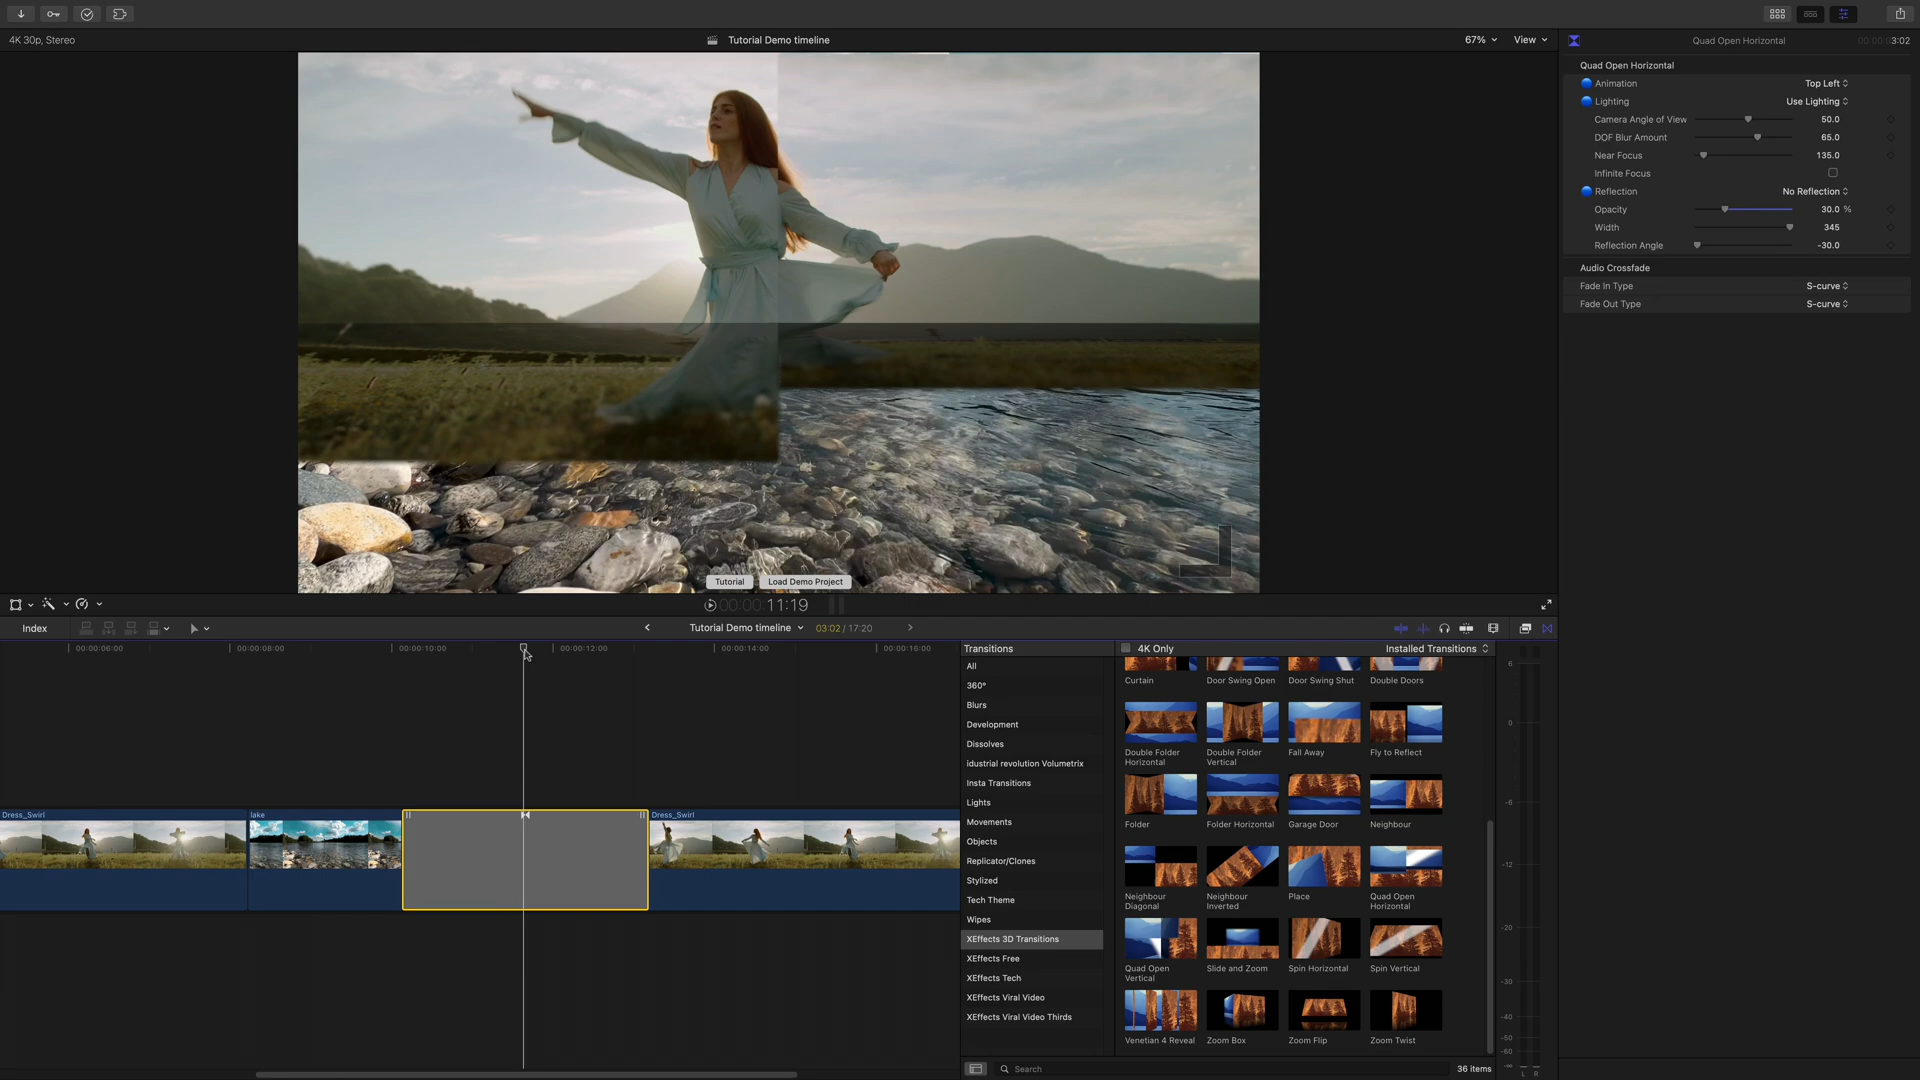 4K 30p, Stereo
Tutorial Demo timeline
67%
View
Quad Open Horizontal
00:00:03:02
Quad Open Horizontal
Animation
Top Left
Lighting
Use Lighting
Camera Angle of View
50.0
DOF Blur Amount
65.0
Near Focus
135.0
Infinite Focus
Reflection
No Reflection
Opacity
30.0 %
Width
345
Reflection Angle
-30.0
Audio Crossfade
Fade In Type
S-curve
Fade Out Type
S-curve
Tutorial
Load Demo Project
00:00:11:19
Index
Tutorial Demo timeline
03:02 / 17:20
00:00:06:00
00:00:08:00
00:00:10:00
00:00:12:00
00:00:14:00
00:00:16:00
Dress_Swirl
lake
Dress_Swirl
Transitions
All
360°
Blurs
Development
Dissolves
idustrial revolution Volumetrix
Insta Transitions
Lights
Movements
Objects
Replicator/Clones
Stylized
Tech Theme
Wipes
XEffects 3D Transitions
XEffects Free
XEffects Tech
XEffects Viral Video
XEffects Viral Video Thirds
4K Only
Installed Transitions
Curtain
Door Swing Open
Door Swing Shut
Double Doors
Double Folder
Horizontal
Double Folder
Vertical
Fall Away
Fly to Reflect
Folder
Folder Horizontal
Garage Door
Neighbour
Neighbour
Diagonal
Neighbour
Inverted
Place
Quad Open
Horizontal
Quad Open
Vertical
Slide and Zoom
Spin Horizontal
Spin Vertical
Venetian 4 Reveal
Zoom Box
Zoom Flip
Zoom Twist
Search
36 items
6
0
-6
-12
-20
-30
-40
-50
-60
-∞
L
R